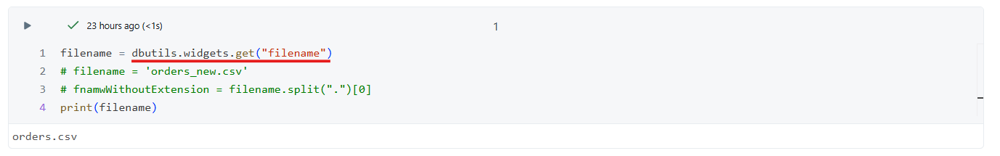 23 hours ago (<1s)
1
1 filename = dbutils.widgets.get("filename")
2 # filename = 'orders_new.csv'
3 # fnamwWithoutExtension = filename.split(".")[0]
4 print(filename)
orders.csv